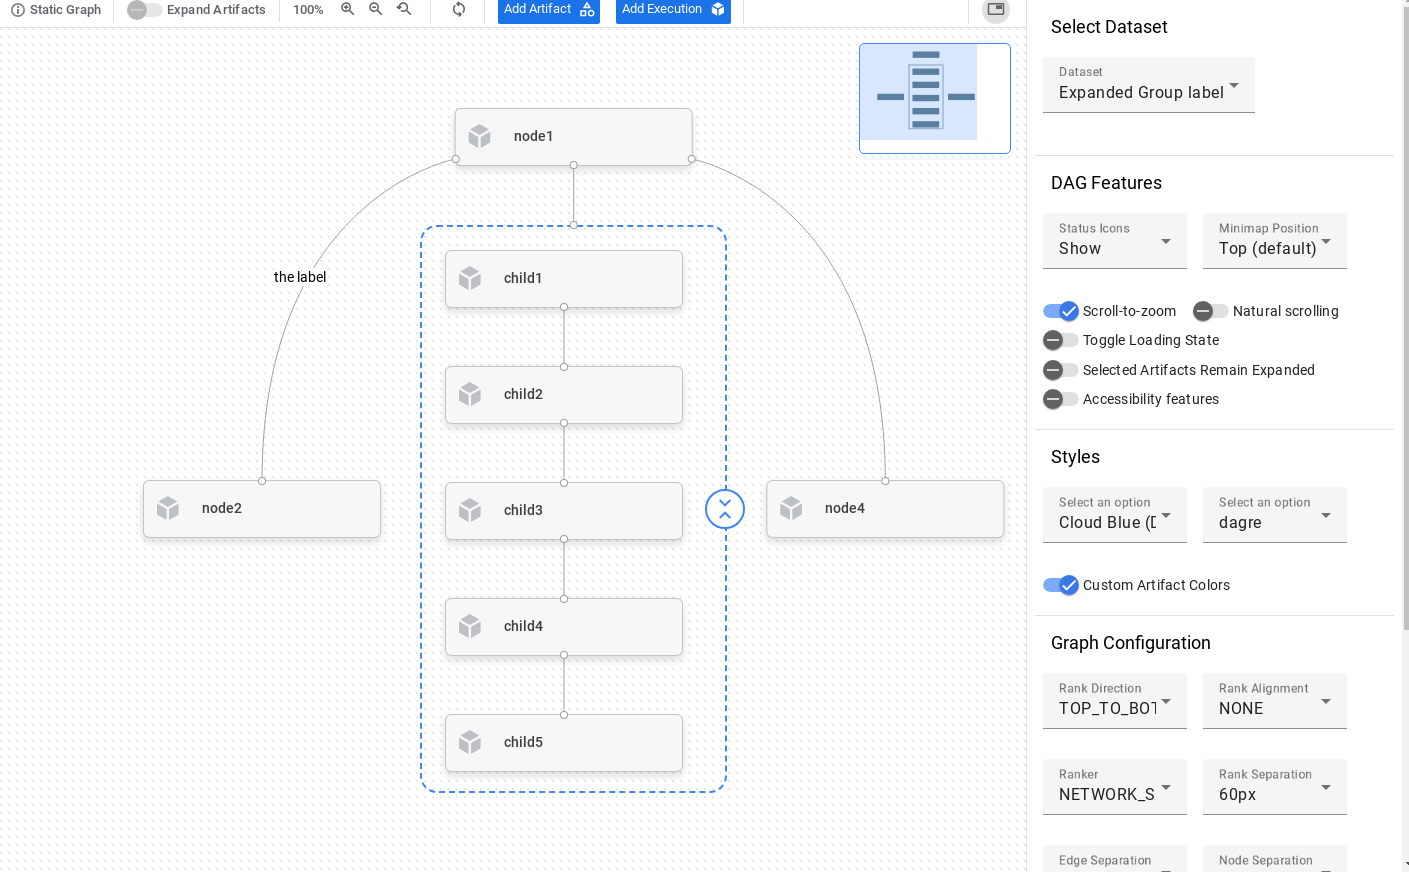 Static Graph
Expand Artifacts
100%
Add Artifact
Add Execution
node1
the label
child1
child2
child3
child4
child5
node2
node4
Select Dataset
Dataset
Expanded Group label
DAG Features
Status Icons
Show
Minimap Position
Top (default)
Scroll-to-zoom
Natural scrolling
Toggle Loading State
Selected Artifacts Remain Expanded
Accessibility features
Styles
Select an option
Cloud Blue (D
Select an option
dagre
Custom Artifact Colors
Graph Configuration
Rank Direction
TOP_TO_BOT
Rank Alignment
NONE
Ranker
NETWORK_S
Rank Separation
60px
Edge Separation
Node Separation